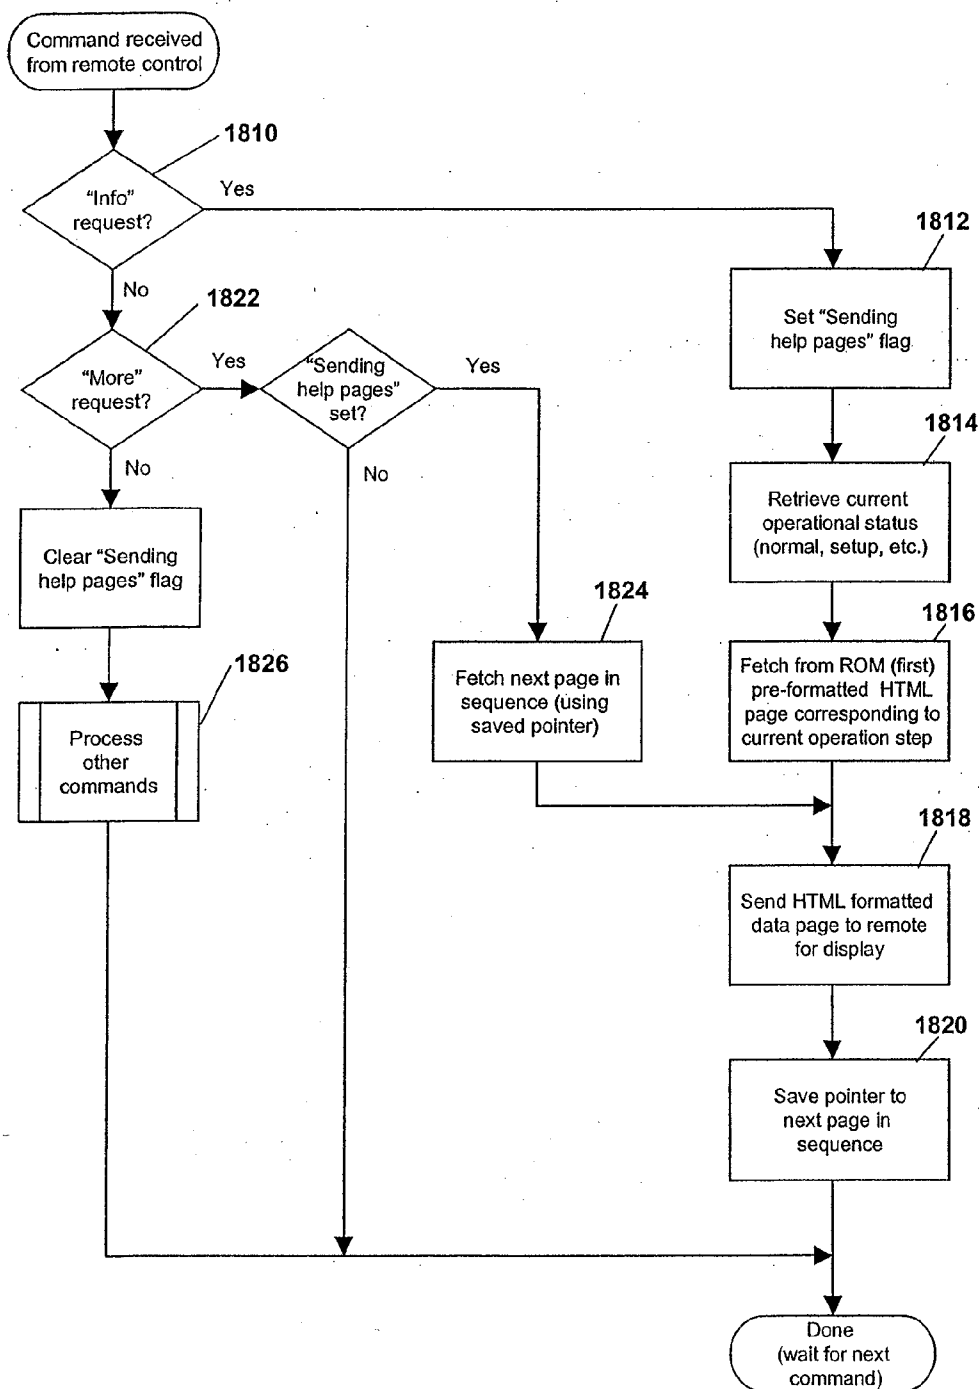 Command received
from remote control
1810
"Info"
request?
Yes
No
1812
Set "Sending
help pages" flag
1822
"More"
request?
Yes
No
"Sending
help pages"
set?
Yes
No
1814
Retrieve current
operational status
(normal, setup, etc.)
Clear "Sending
help pages" flag
1824
Fetch next page in
sequence (using
saved pointer)
1816
Fetch from ROM (first)
pre-formatted HTML
page corresponding to
current operation step
1826
Process
other
commands
1818
Send HTML formatted
data page to remote
for display
1820
Save pointer to
next page in
sequence
Done
(wait for next
command)